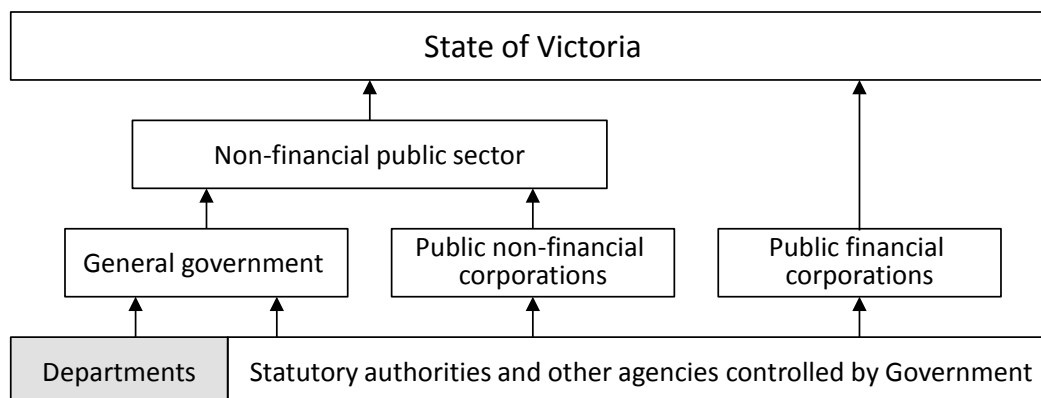 State of Victoria
Non-financial public sector
General government
Public non-financial
corporations
Public financial
corporations
Departments
Statutory authorities and other agencies controlled by Government